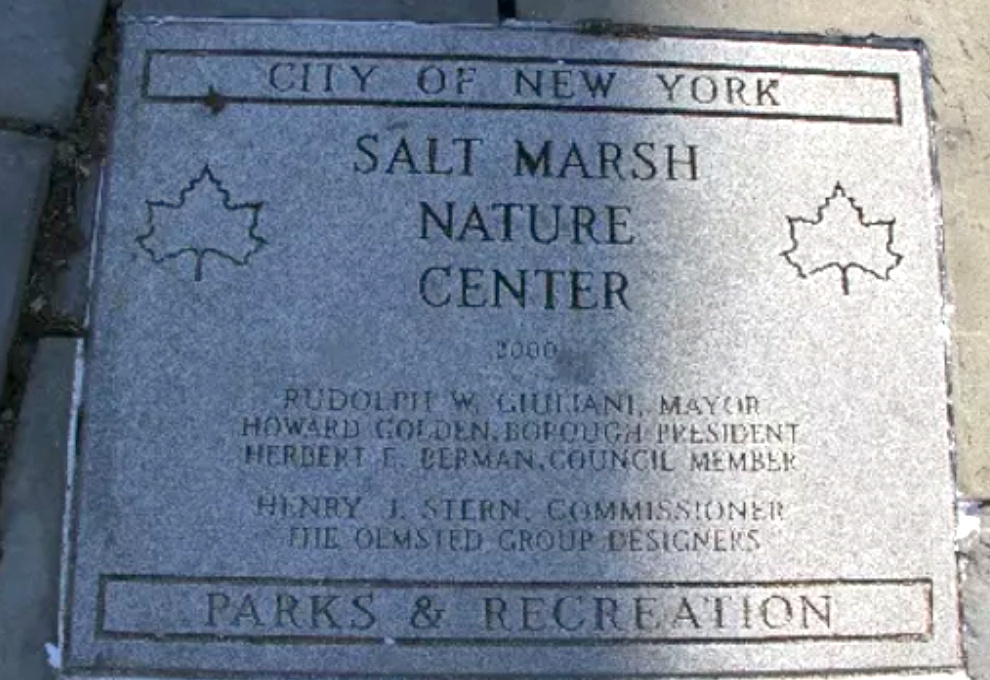 CITY OF NEW YORK
SALT MARSH
NATURE
CENTER
2000
RUDOLPH W. GIULIANI, MAYOR
HOWARD GOLDEN, BOROUGH PRESIDENT
HERBERT E. BERMAN, COUNCIL MEMBER
HENRY J. STERN, COMMISSIONER
THE OLMSTED GROUP DESIGNERS
PARKS & RECREATION